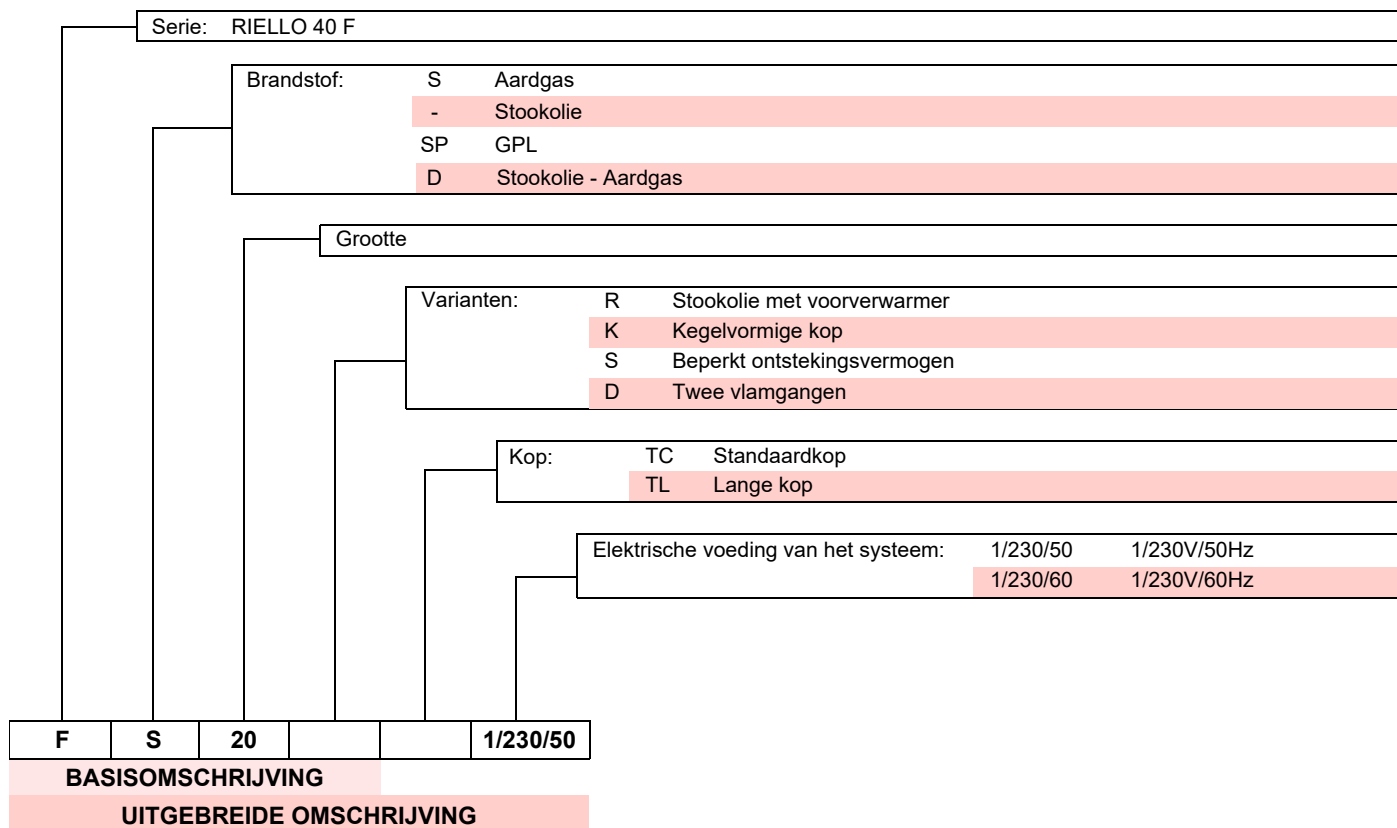 Serie: RIELLO 40 F
Brandstof: S Aardgas
- Stookolie
SP GPL
D Stookolie - Aardgas
Grootte
Varianten: R Stookolie met voorverwarmer
K Kegelvormige kop
S Beperkt ontstekingsvermogen
D Twee vlamgangen
Kop: TC Standaardkop
TL Lange kop
Elektrische voeding van het systeem: 1/230/50 1/230V/50Hz
1/230/60 1/230V/60Hz
F S 20 1/230/50
BASISOMSCHRIJVING
UITGEBREIDE OMSCHRIJVING